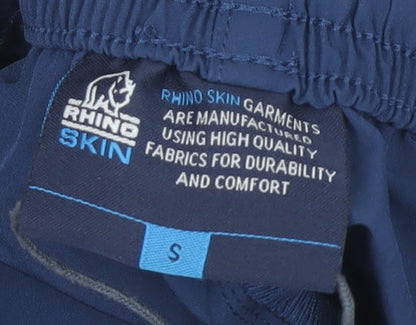 RHINO
SKIN
RHINO SKIN GARMENTS
ARE MANUFACTURED
USING HIGH QUALITY
FABRICS FOR DURABILITY
AND COMFORT
S